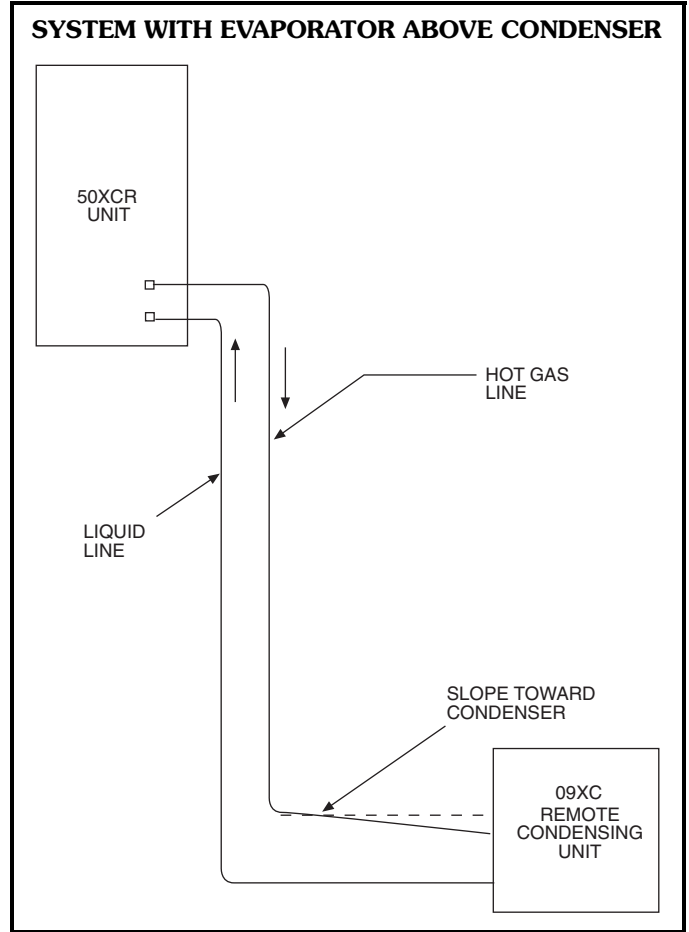 SYSTEM WITH EVAPORATOR ABOVE CONDENSER
50XCR
UNIT
HOT GAS
LINE
LIQUID
LINE
SLOPE TOWARD
CONDENSER
09XC
REMOTE
CONDENSING
UNIT